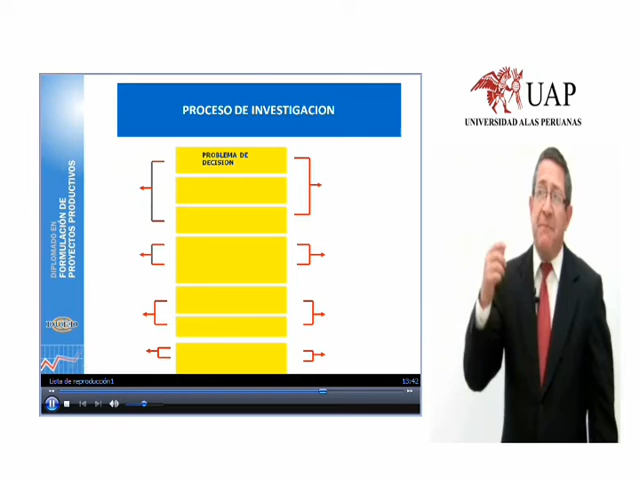 PROCESO DE INVESTIGACION
PROBLEMA DE
DECISION
DIPLOMADO EN
FORMULACIÓN DE
PROYECTOS PRODUCTIVOS
Lista de reproducción1
13:42
UAP
UNIVERSIDAD ALAS PERUANAS